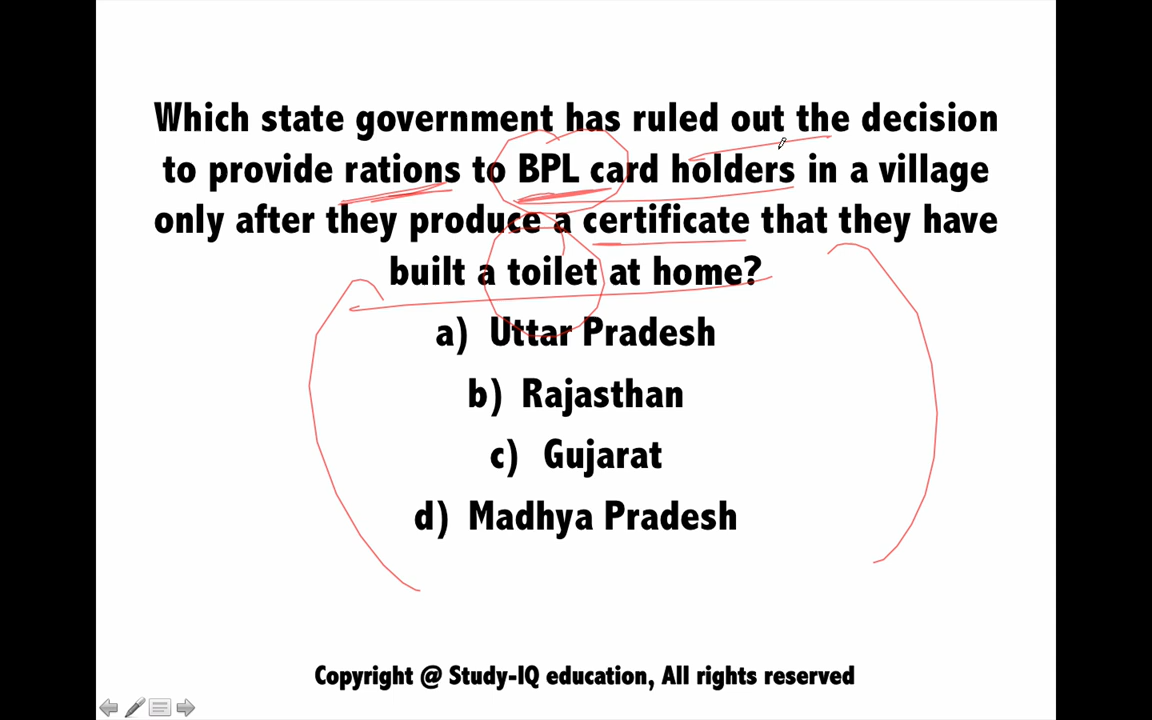 Which state government has ruled out the decision
to provide rations to BPL card holders in a village
only after they produce a certificate that they have
built a toilet at home?
a) Uttar Pradesh
b) Rajasthan
c) Gujarat
d) Madhya Pradesh
Copyright @ Study-IQ education, All rights reserved